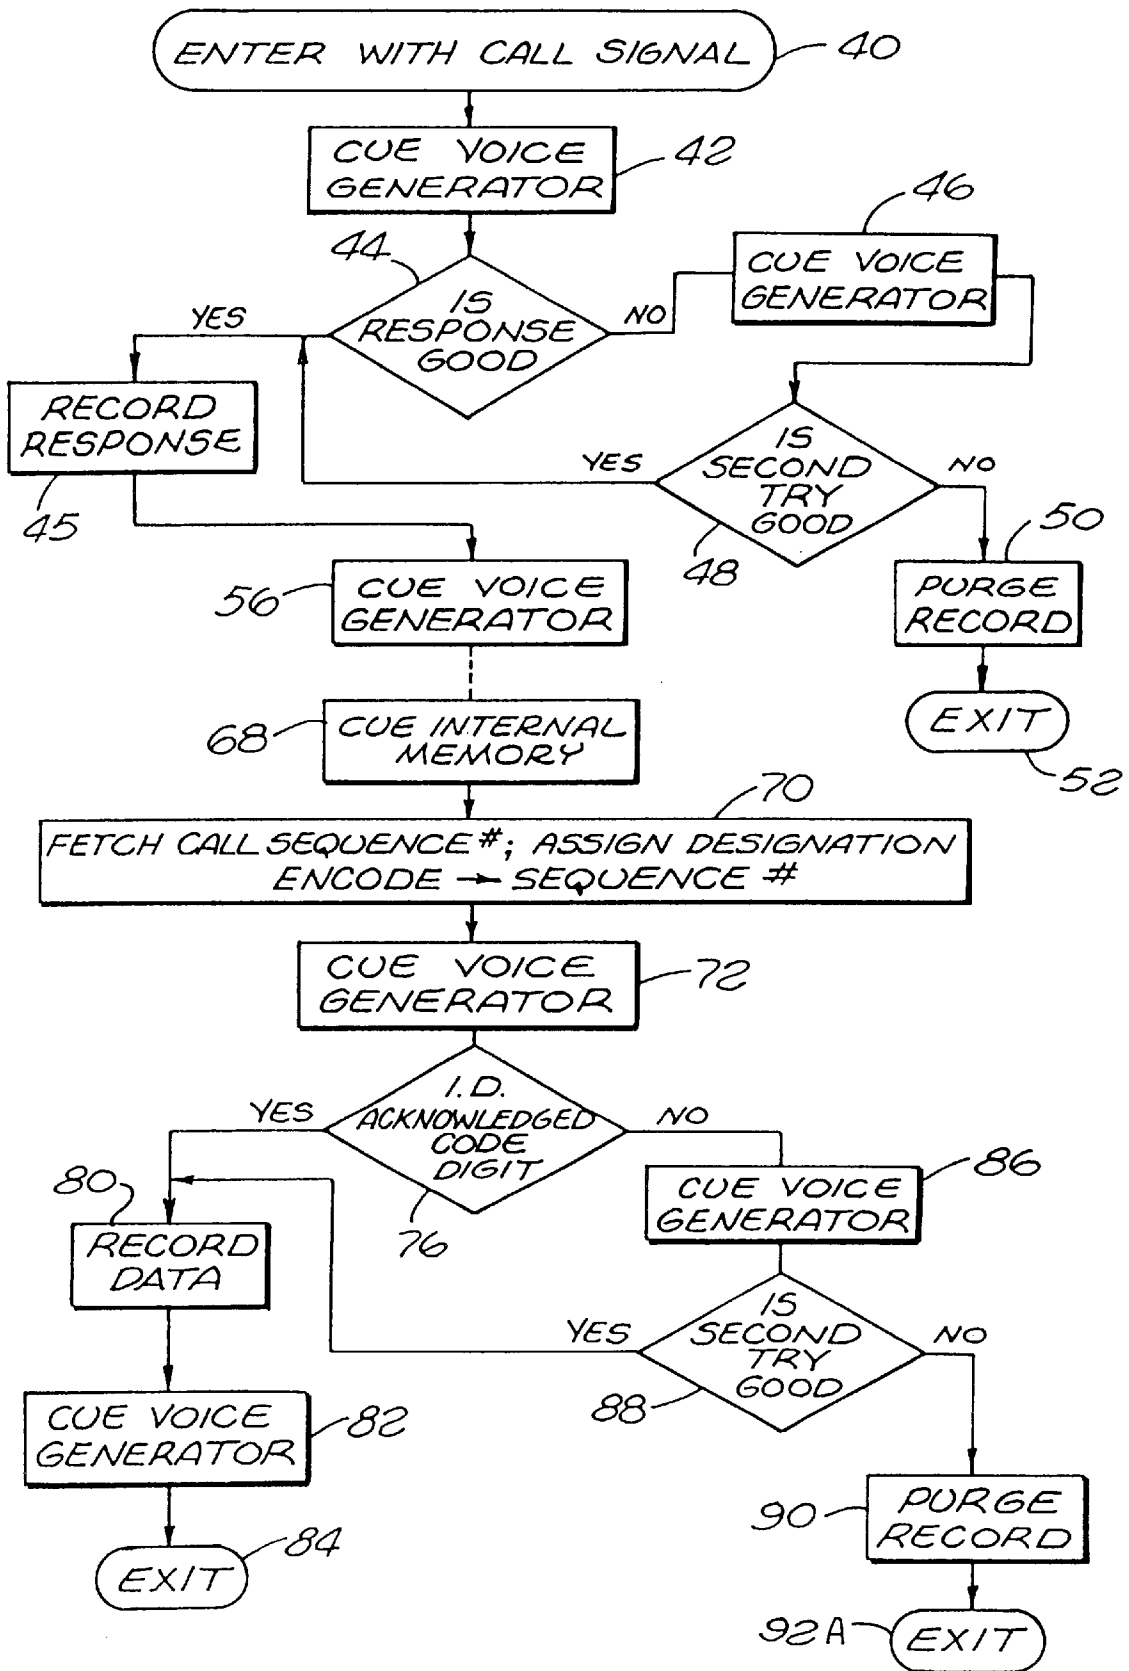 ENTER WITH CALL SIGNAL
40
CUE VOICE
GENERATOR
42
44
IS
RESPONSE
GOOD
YES
NO
46
CUE VOICE
GENERATOR
RECORD
RESPONSE
45
IS
SECOND
TRY
GOOD
YES
NO
48
50
PURGE
RECORD
EXIT
52
56
CUE VOICE
GENERATOR
68
CUE INTERNAL
MEMORY
70
FETCH CALL SEQUENCE #; ASSIGN DESIGNATION
ENCODE → SEQUENCE #
CUE VOICE
GENERATOR
72
I.D.
ACKNOWLEDGED
CODE
DIGIT
YES
NO
76
80
RECORD
DATA
86
CUE VOICE
GENERATOR
IS
SECOND
TRY
GOOD
YES
NO
88
CUE VOICE
GENERATOR
82
EXIT
84
90
PURGE
RECORD
92A
EXIT